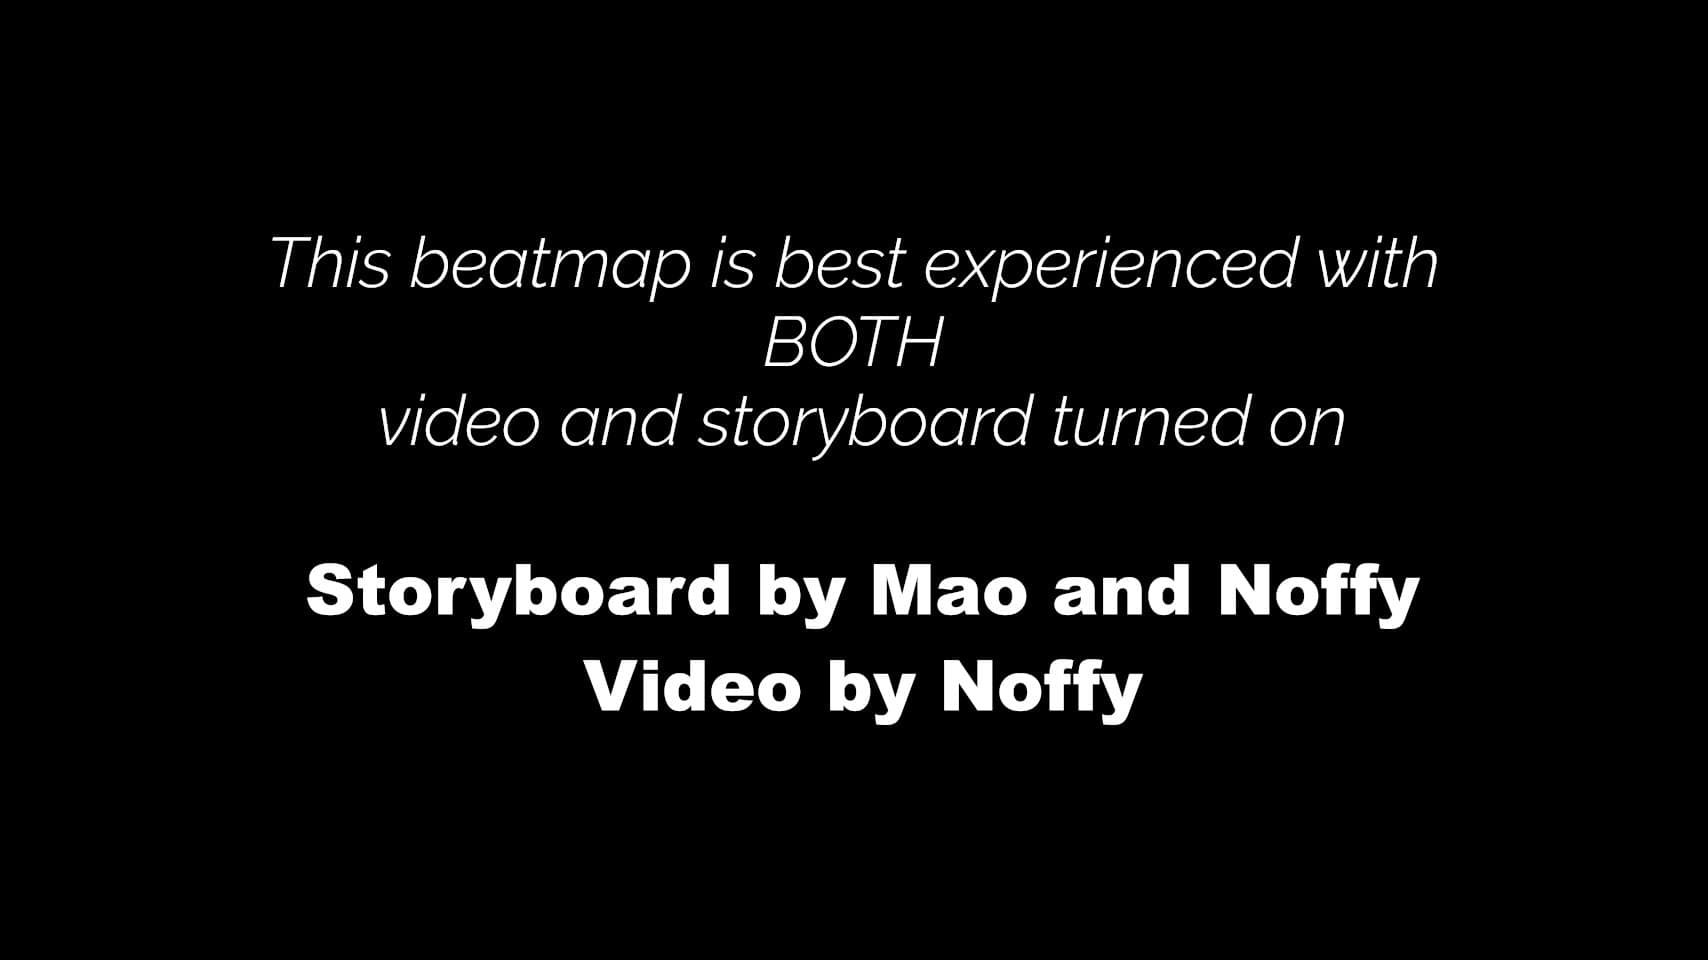 This beatmap is best experienced with
BOTH
video and storyboard turned on
Storyboard by Mao and Noffy
Video by Noffy